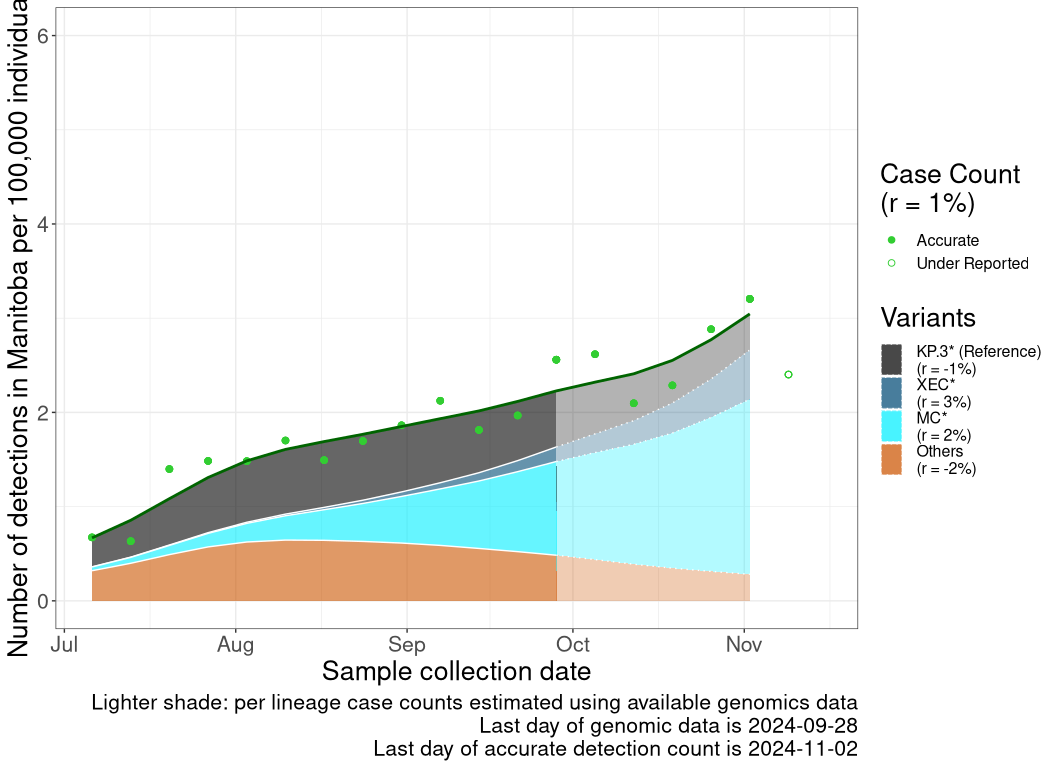 Number of detections in Manitoba per 100,000 individua
6
4
2
0
Jul
Aug
Sep
Oct
Nov
Sample collection date
Lighter shade: per lineage case counts estimated using available genomics data
Last day of genomic data is 2024-09-28
Last day of accurate detection count is 2024-11-02
Case Count
(r = 1%)
Accurate
Under Reported
Variants
KP.3* (Reference)
(r = -1%)
XEC*
(r = 3%)
MC*
(r = 2%)
Others
(r = -2%)